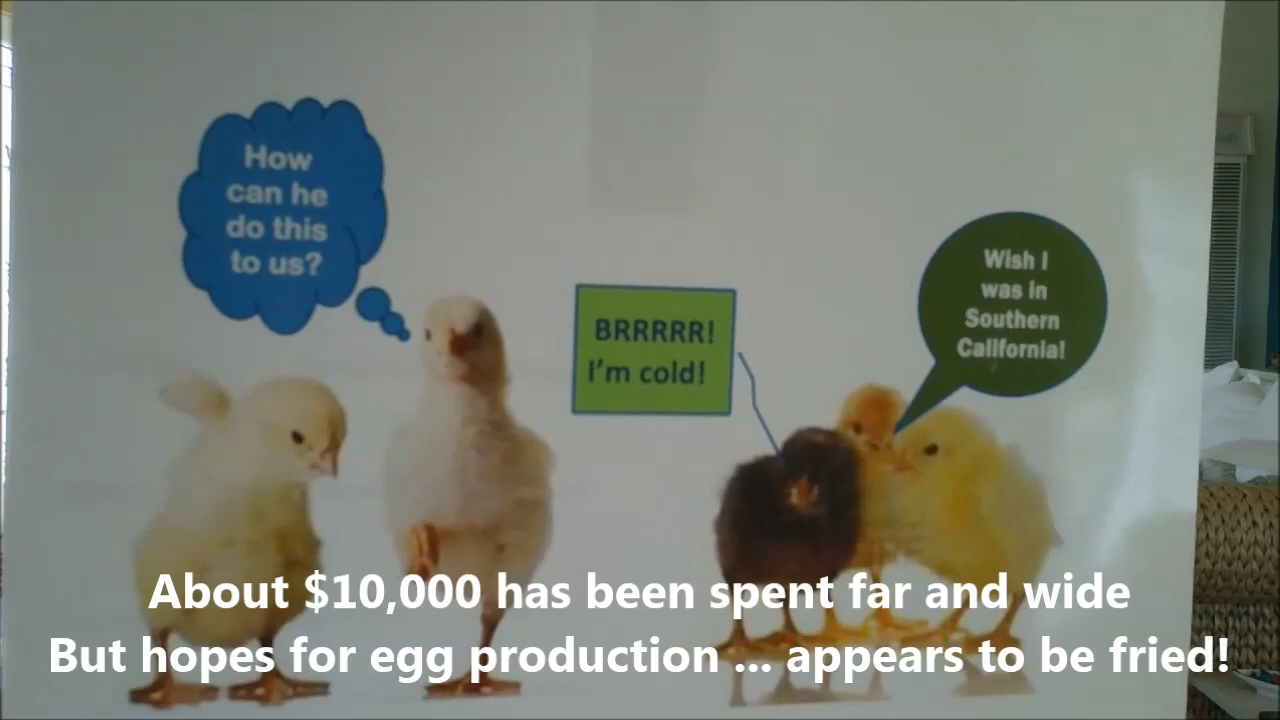 How
can he
do this
to us?
BRRRRR!
I'm cold!
Wish I
was in
Southern
California!
About $10,000 has been spent far and wide
But hopes for egg production ... appears to be fried!